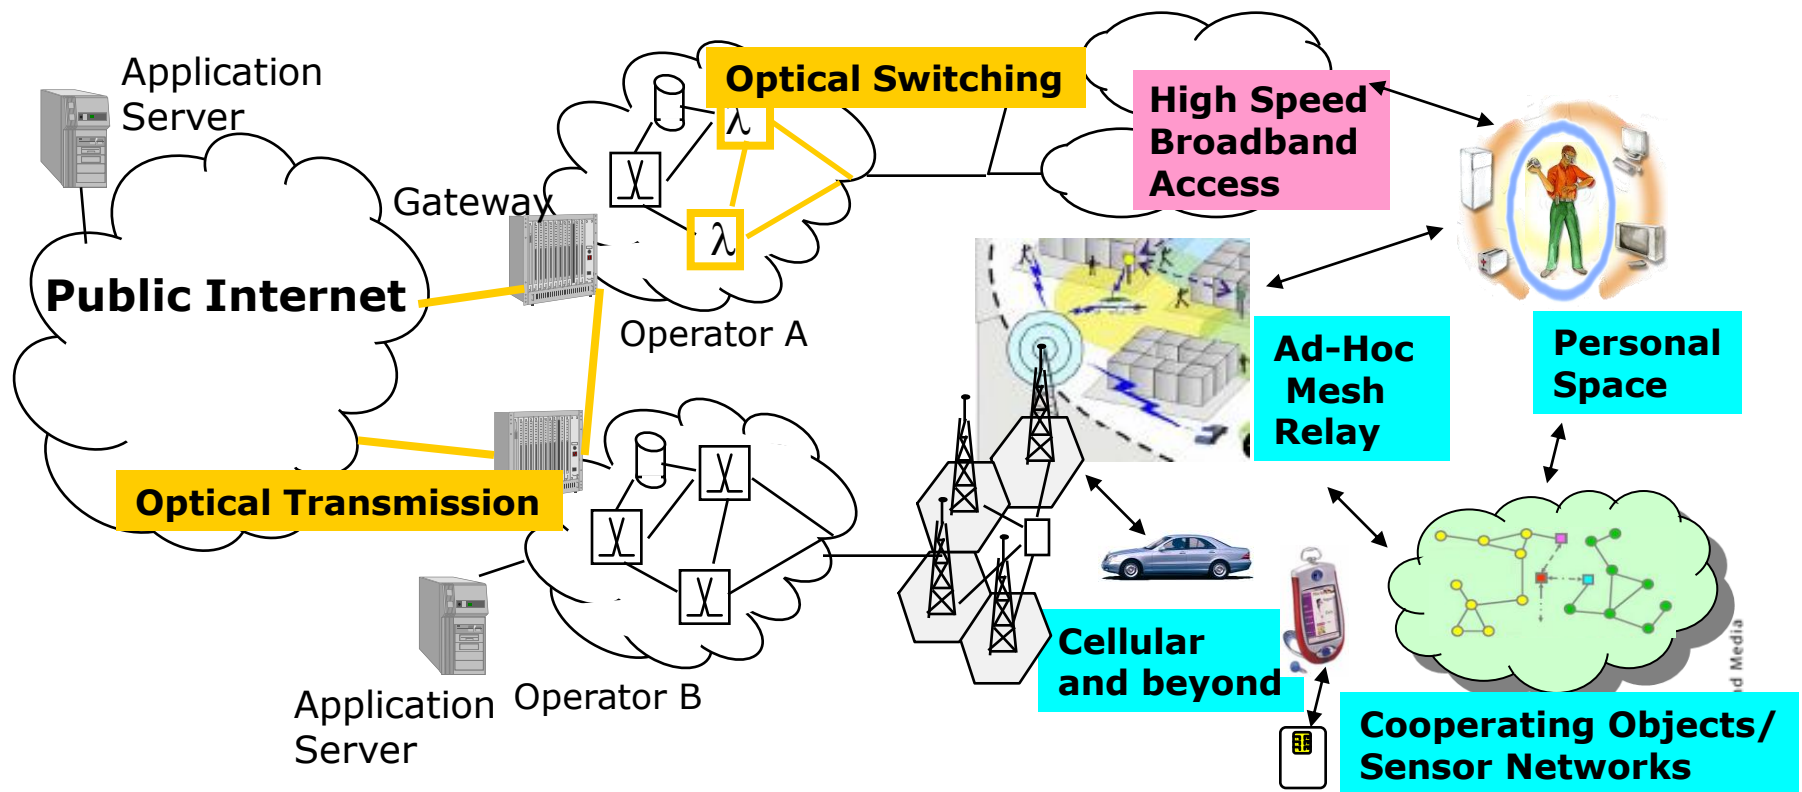 Application
Server
Optical Switching
High Speed
Broadband
Access
λ
Gateway
λ
Public Internet
Operator A
Ad-Hoc
Mesh
Relay
Personal
Space
Optical Transmission
Cellular
and beyond
Application
Server
Operator B
Cooperating Objects/
Sensor Networks
d Media